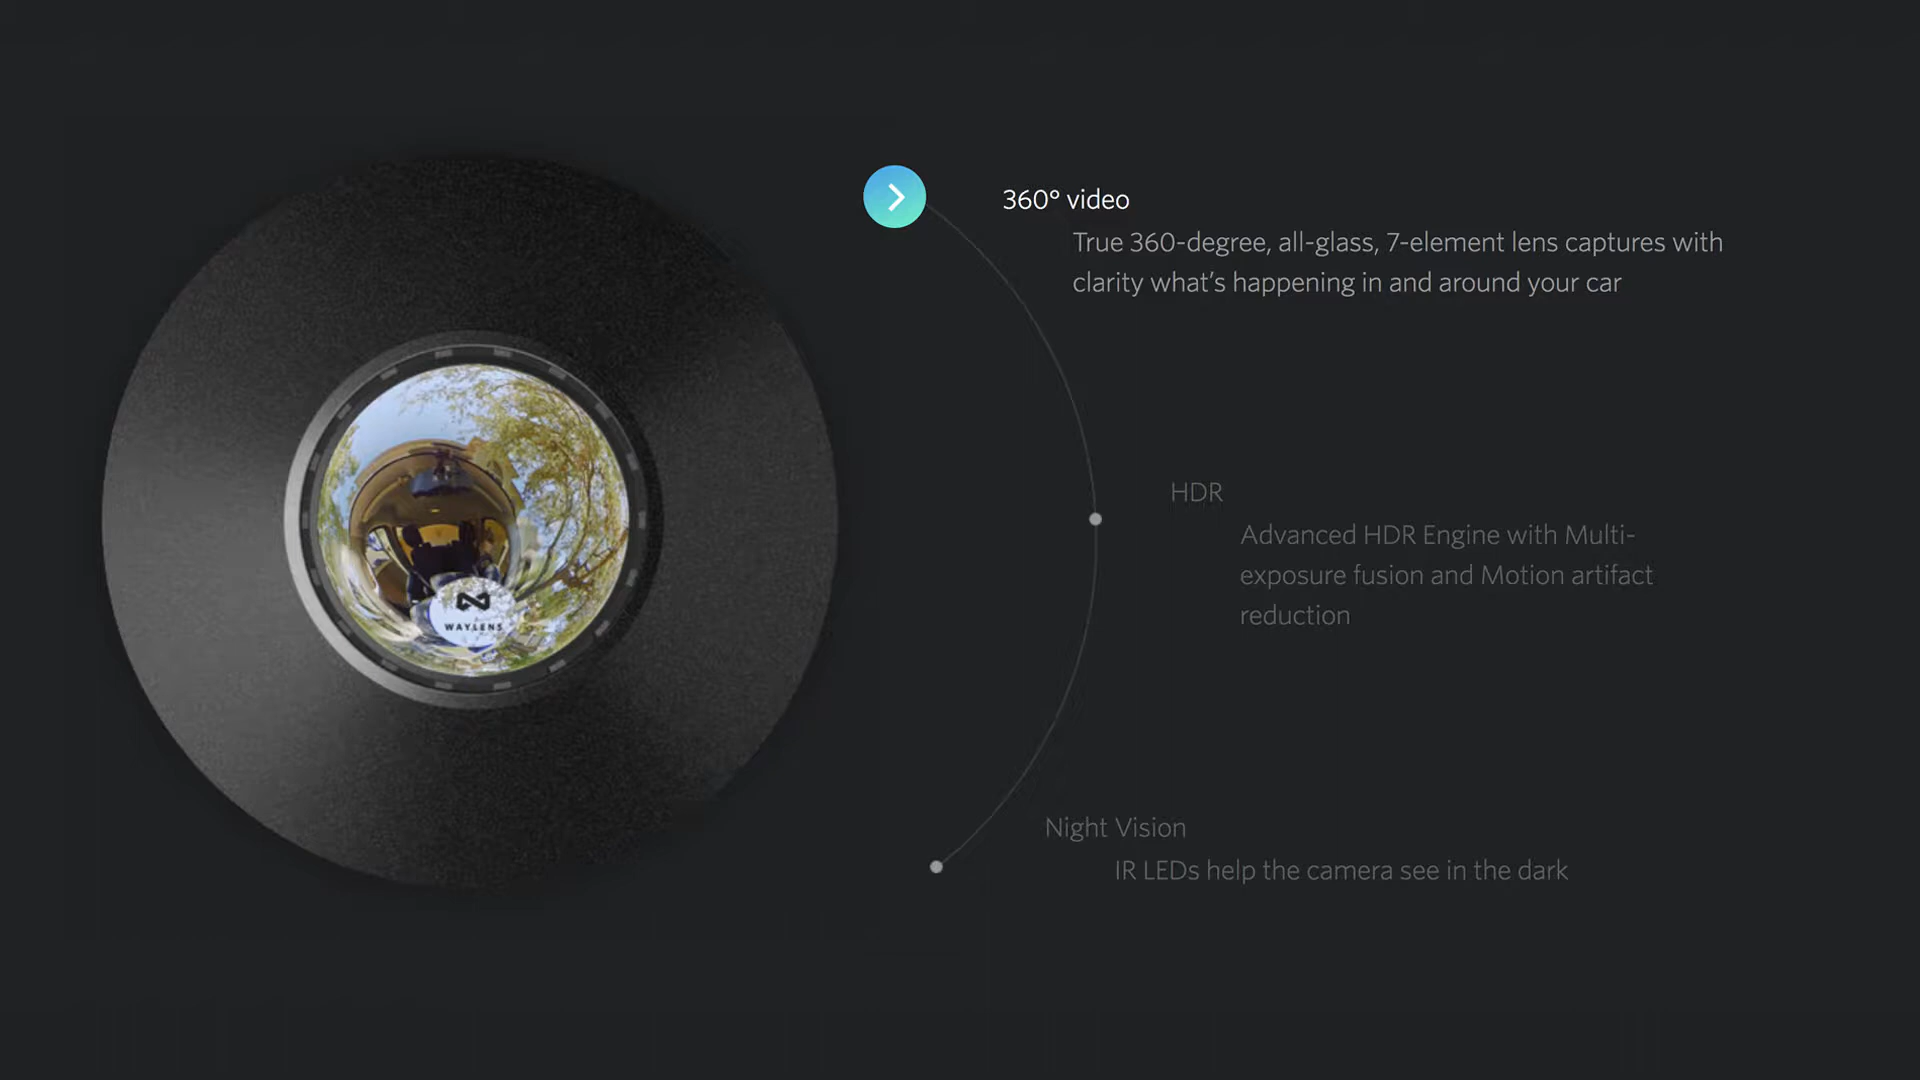 360° video
True 360-degree, all-glass, 7-element lens captures with
clarity what’s happening in and around your car
HDR
Advanced HDR Engine with Multi-
exposure fusion and Motion artifact
reduction
WAYLENS
Night Vision
IR LEDs help the camera see in the dark